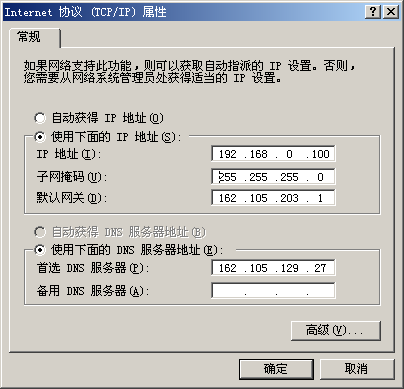 Internet 协议 (TCP/IP) 属性
常规
如果网络支持此功能，则可以获取自动指派的 IP 设置。否则，
您需要从网络系统管理员处获得适当的 IP 设置。
自动获得 IP 地址(O)
使用下面的 IP 地址(S):
IP 地址(I): 192 .168 . 0 .100
子网掩码(U): 255 .255 .255 . 0
默认网关(D): 162 .105 .203 . 1
自动获得 DNS 服务器地址(B)
使用下面的 DNS 服务器地址(E):
首选 DNS 服务器(P): 162 .105 .129 .27
备用 DNS 服务器(A): . . .
高级(V)...
确定 取消